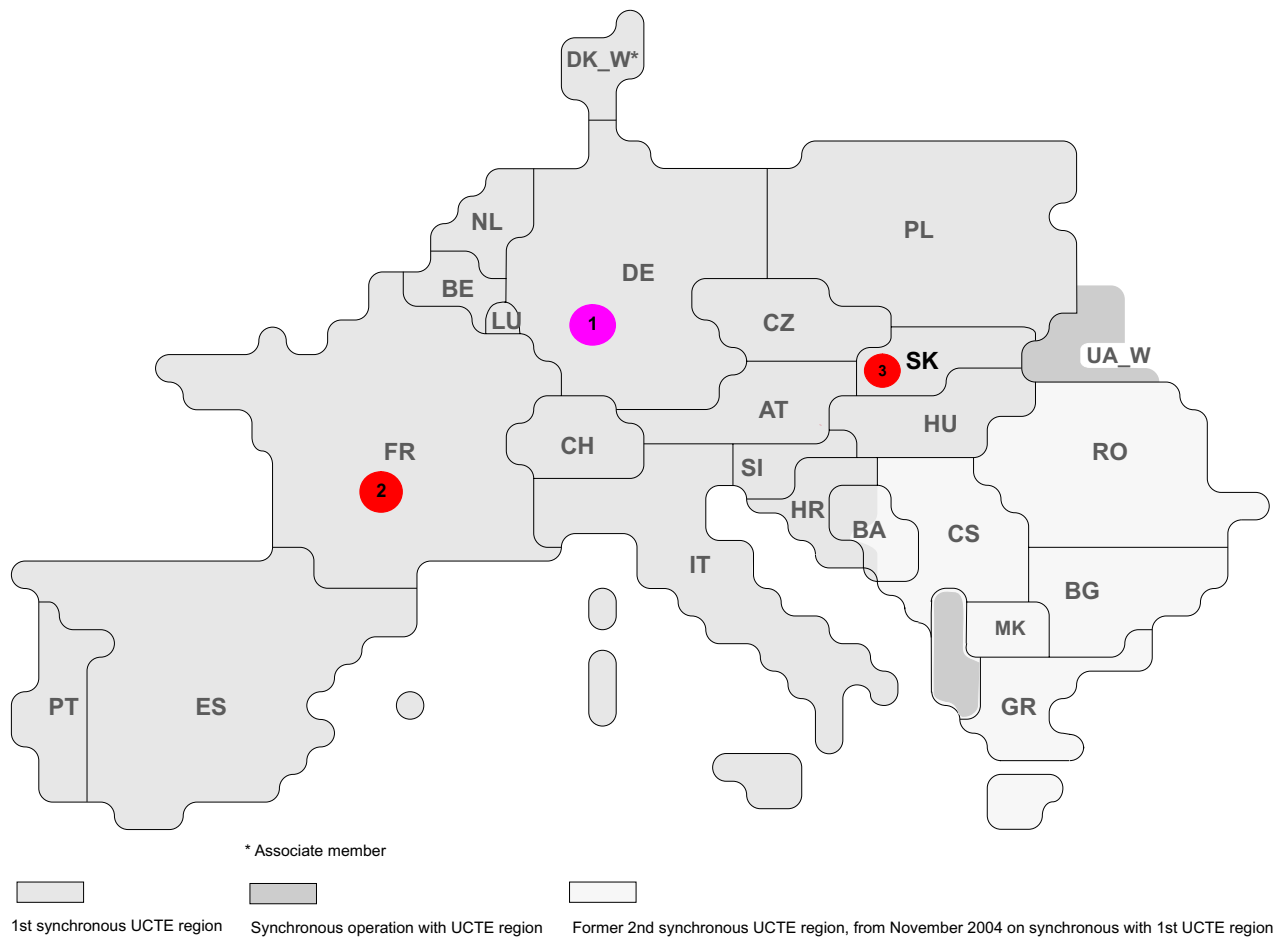 DK_W*
NL
PL
DE
BE
LU
1
CZ
UA_W
SK
3
AT
HU
FR
CH
RO
SI
2
HR
BA
CS
IT
BG
MK
PT
ES
GR
* Associate member
1st synchronous UCTE region
Synchronous operation with UCTE region
Former 2nd synchronous UCTE region, from November 2004 on synchronous with 1st UCTE region